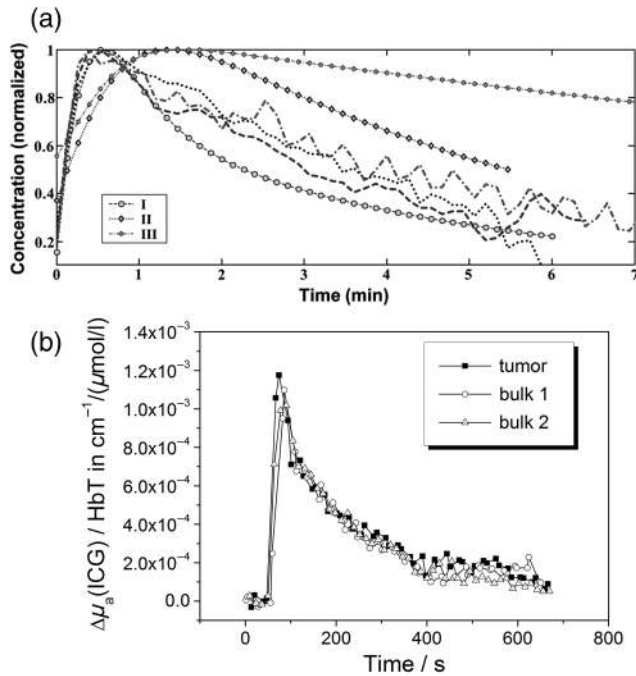 (a)
Concentration (normalized)
1
0.8
0.6
0.4
0.2
I
II
III
0 1 2 3 4 5 6 7
Time (min)
(b)
Δμa(ICG) / HbT in cm⁻¹/(μmol/l)
1.4x10⁻³
1.2x10⁻³
1.0x10⁻³
8.0x10⁻⁴
6.0x10⁻⁴
4.0x10⁻⁴
2.0x10⁻⁴
0.0
tumor
bulk 1
bulk 2
0 200 400 600 800
Time / s